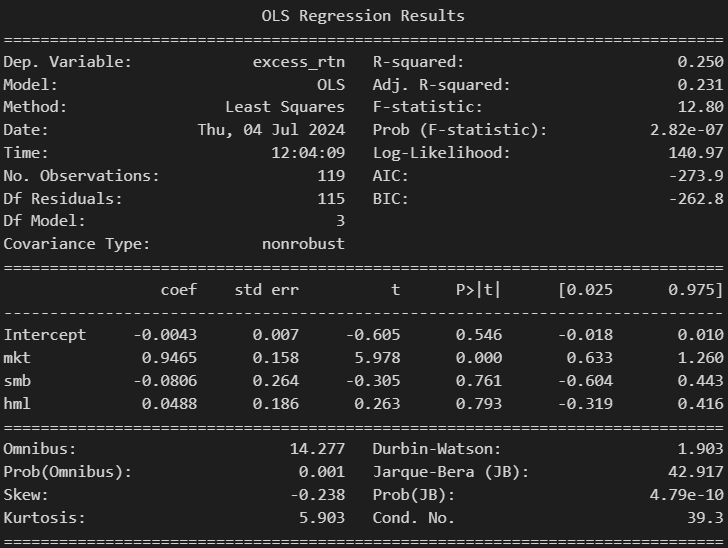 OLS Regression Results
==============================================================================
Dep. Variable:             excess_rtn   R-squared:                       0.250
Model:                            OLS   Adj. R-squared:                  0.231
Method:                 Least Squares   F-statistic:                     12.80
Date:                Thu, 04 Jul 2024   Prob (F-statistic):           2.82e-07
Time:                        12:04:09   Log-Likelihood:                 140.97
No. Observations:                 119   AIC:                            -273.9
Df Residuals:                     115   BIC:                            -262.8
Df Model:                           3
Covariance Type:            nonrobust
==============================================================================
                 coef    std err          t      P>|t|      [0.025      0.975]
------------------------------------------------------------------------------
Intercept     -0.0043      0.007     -0.605      0.546      -0.018       0.010
mkt            0.9465      0.158      5.978      0.000       0.633       1.260
smb           -0.0806      0.264     -0.305      0.761      -0.604       0.443
hml            0.0488      0.186      0.263      0.793      -0.319       0.416
==============================================================================
Omnibus:                       14.277   Durbin-Watson:                   1.903
Prob(Omnibus):                  0.001   Jarque-Bera (JB):               42.917
Skew:                          -0.238   Prob(JB):                     4.79e-10
Kurtosis:                       5.903   Cond. No.                         39.3
==============================================================================